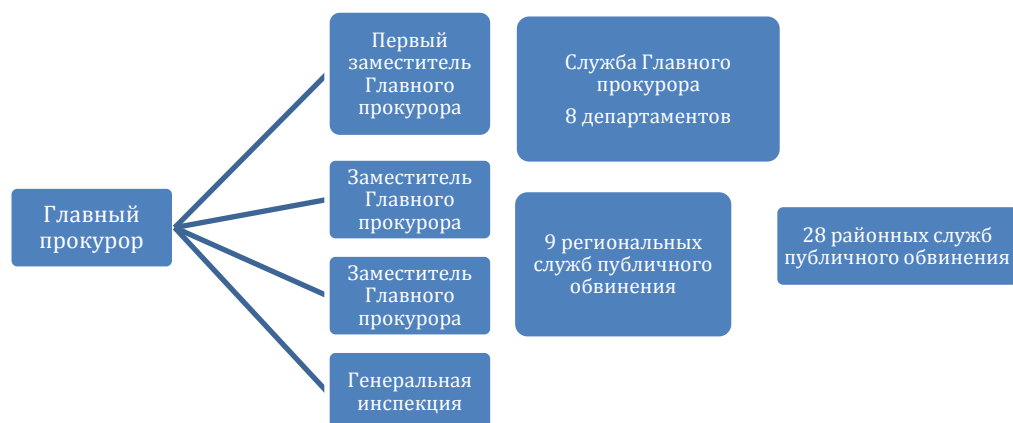 Главный
прокурор
Первый
заместитель
Главного
прокурора
Заместитель
Главного
прокурора
Заместитель
Главного
прокурора
Генеральная
инспекция
Служба Главного
прокурора
8 департаментов
9 региональных
служб публичного
обвинения
28 районных служб
публичного обвинения